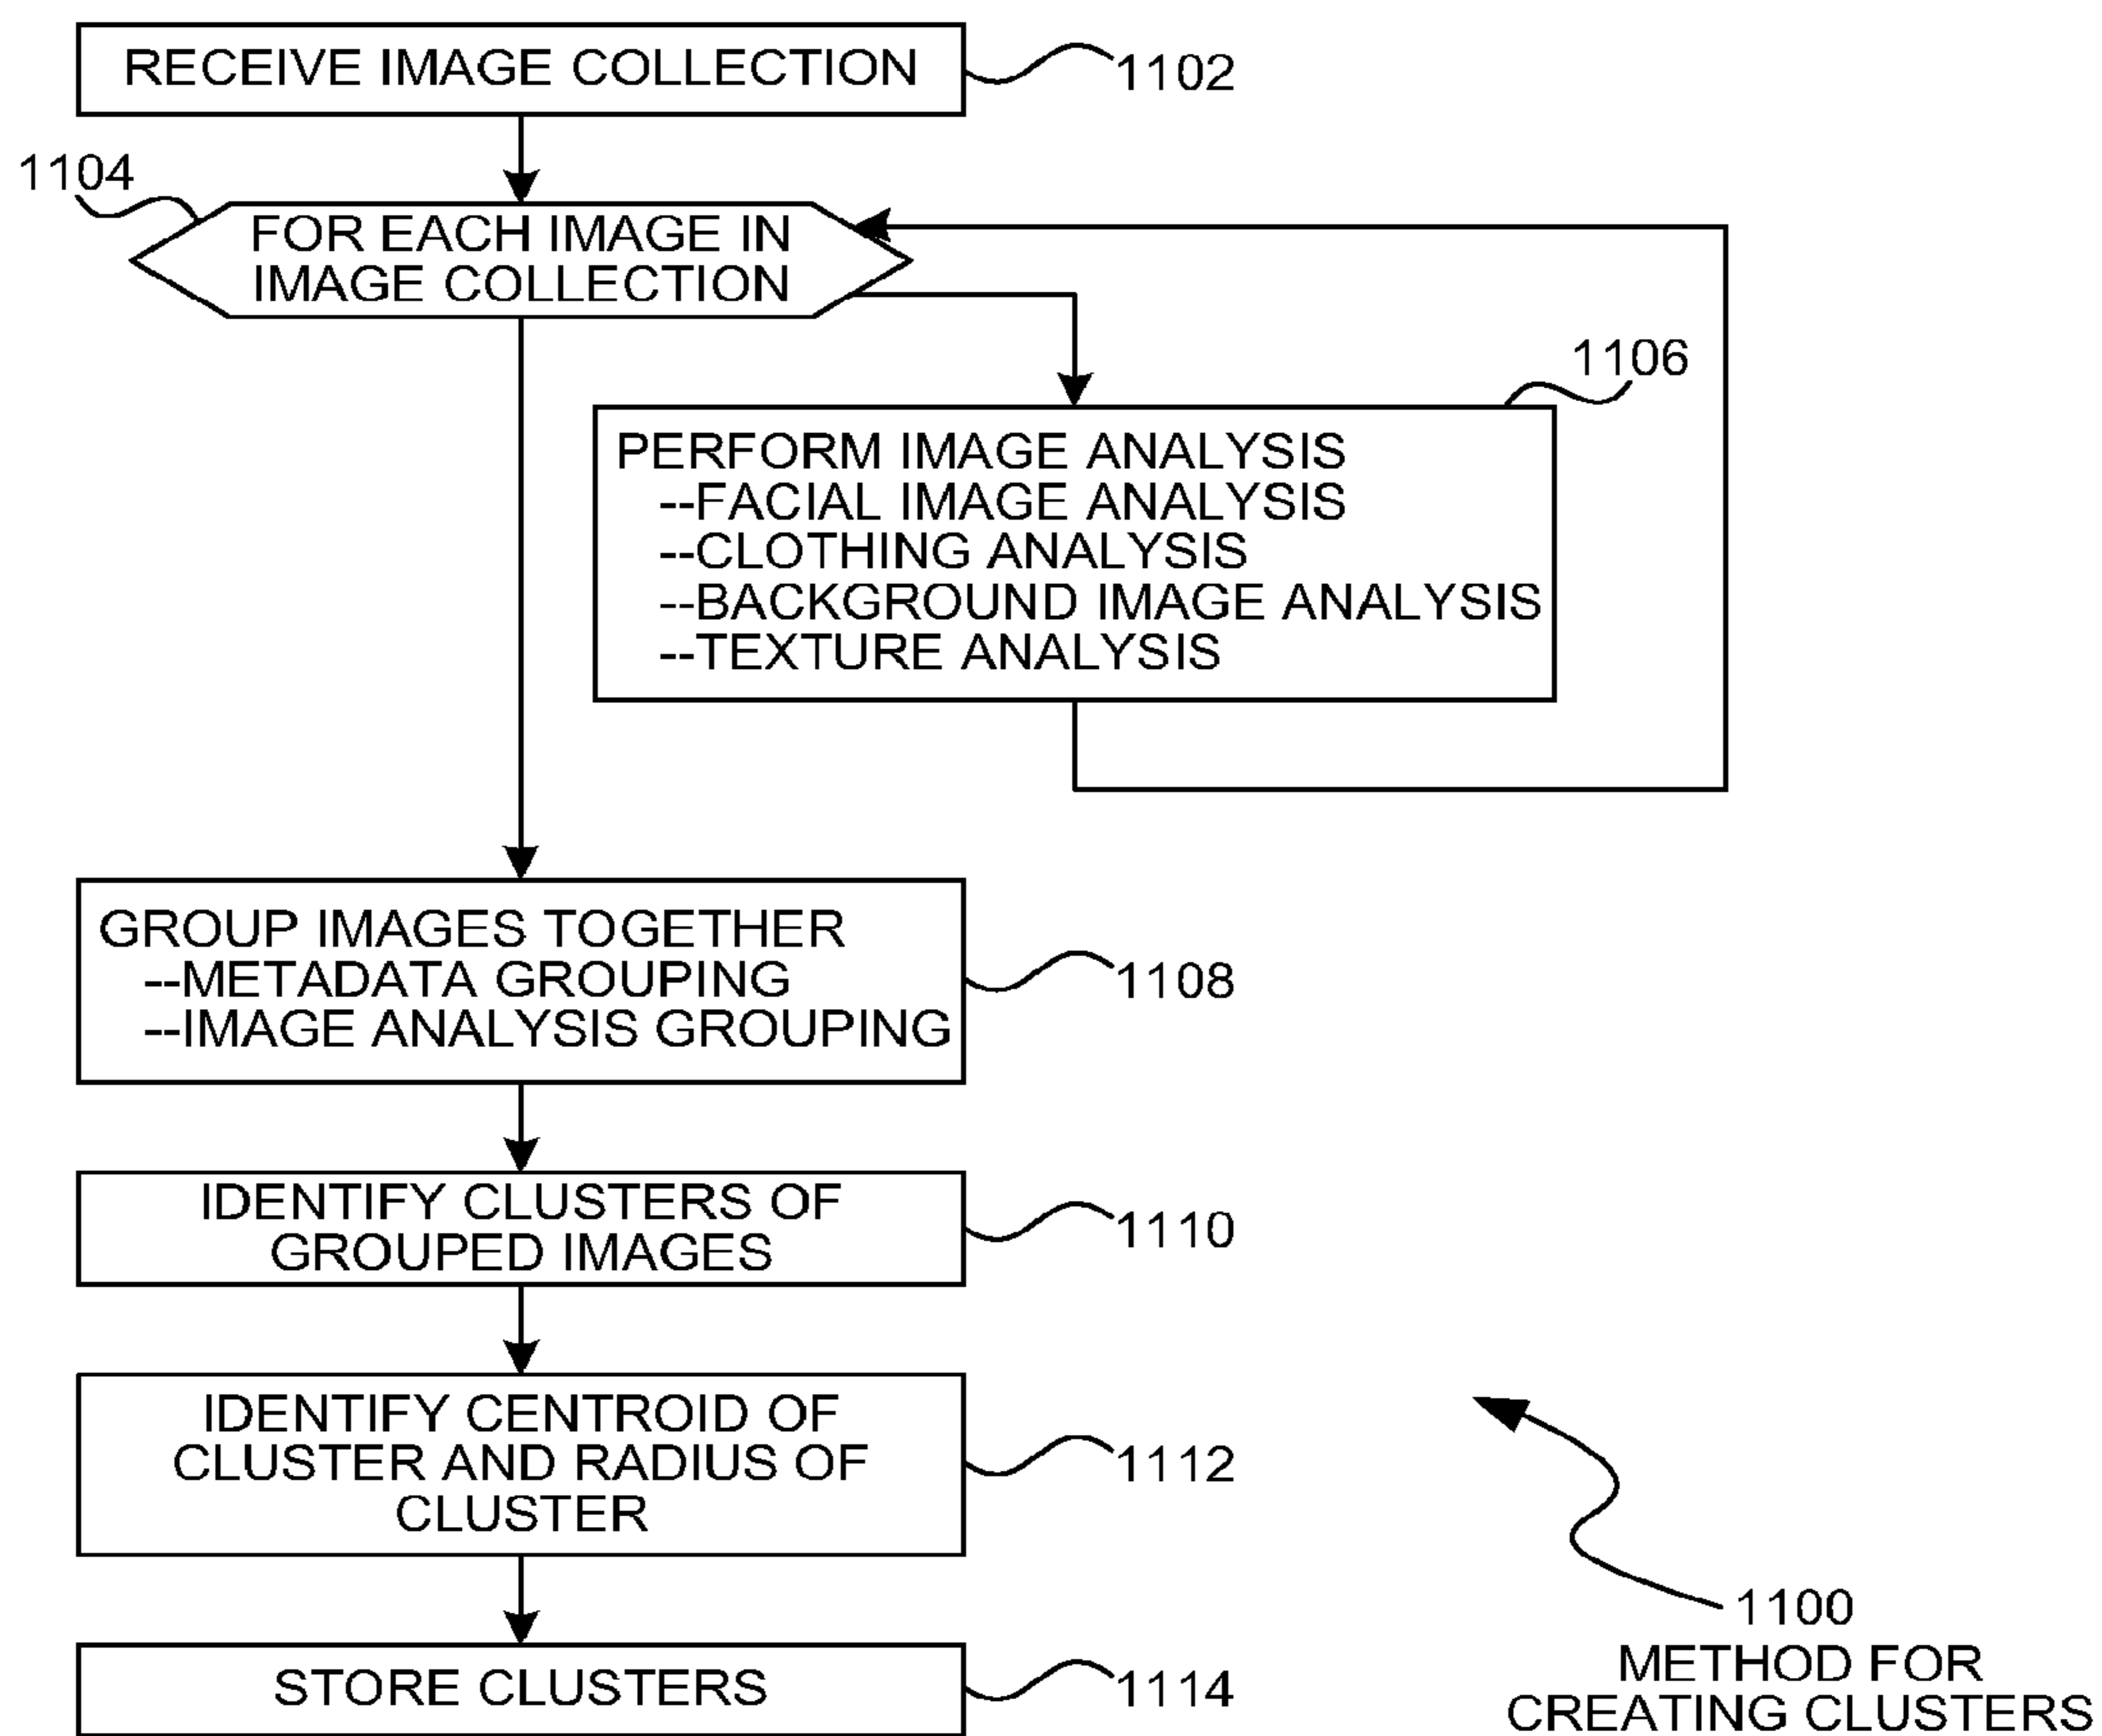 RECEIVE IMAGE COLLECTION
1102
1104
FOR EACH IMAGE IN
IMAGE COLLECTION
1106
PERFORM IMAGE ANALYSIS
--FACIAL IMAGE ANALYSIS
--CLOTHING ANALYSIS
--BACKGROUND IMAGE ANALYSIS
--TEXTURE ANALYSIS
GROUP IMAGES TOGETHER
--METADATA GROUPING
--IMAGE ANALYSIS GROUPING
1108
IDENTIFY CLUSTERS OF
GROUPED IMAGES
1110
IDENTIFY CENTROID OF
CLUSTER AND RADIUS OF
CLUSTER
1112
STORE CLUSTERS
1114
1100
METHOD FOR
CREATING CLUSTERS